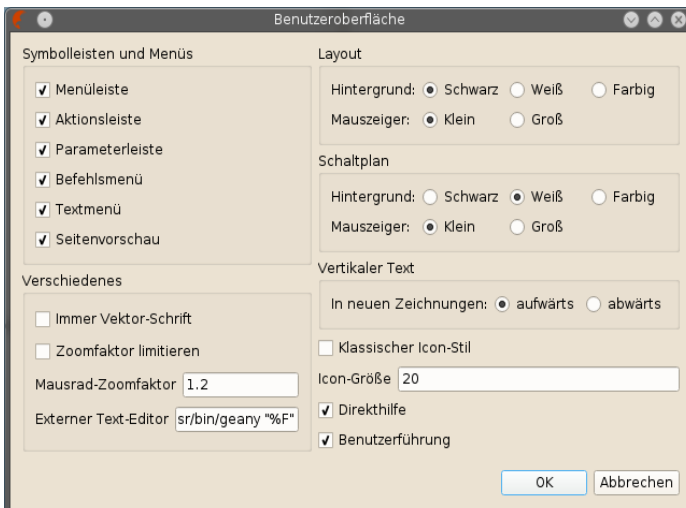 Benutzeroberfläche
Symbolleisten und Menüs
Menüleiste
Aktionsleiste
Parameterleiste
Befehlsmenü
Textmenü
Seitenvorschau
Verschiedenes
Immer Vektor-Schrift
Zoomfaktor limitieren
Mausrad-Zoomfaktor 1.2
Externer Text-Editor sr/bin/geany "%F"
Layout
Hintergrund: Schwarz Weiß Farbig
Mauszeiger: Klein Groß
Schaltplan
Hintergrund: Schwarz Weiß Farbig
Mauszeiger: Klein Groß
Vertikaler Text
In neuen Zeichnungen: aufwärts abwärts
Klassischer Icon-Stil
Icon-Größe 20
Direkthilfe
Benutzerführung
OK Abbrechen